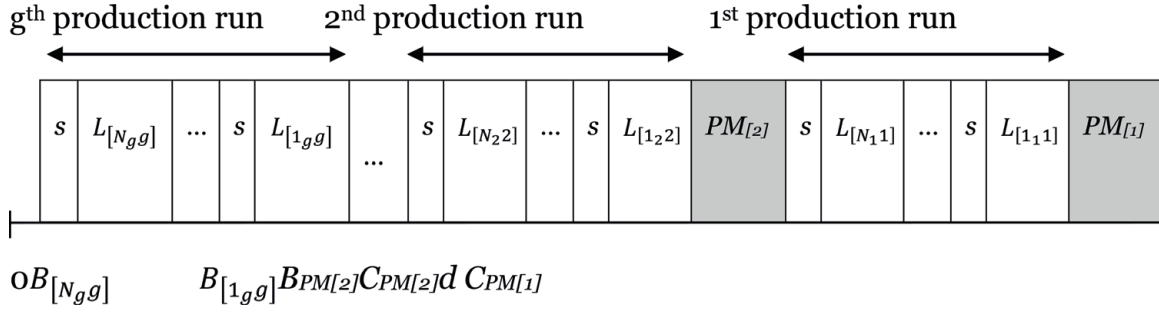 gth production run 2nd production run 1st production run
s L[Ngg] ... s L[1gg] ... s L[N22] ... s L[122] PM[2] s L[N11] ... s L[111] PM[1]
0B[Ngg] B[1gg]BPM[2]CPM[2]d CPM[1]